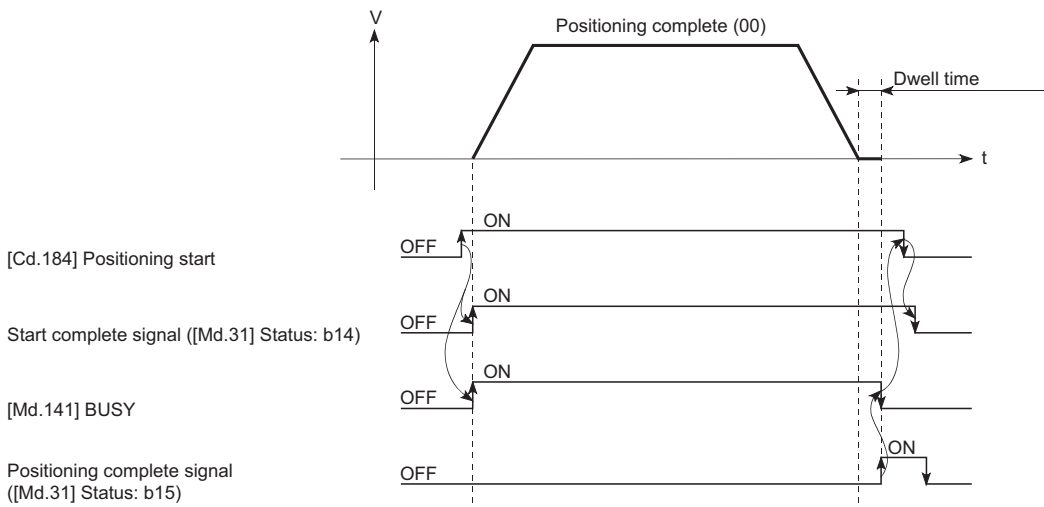 V
Positioning complete (00)
Dwell time
t
ON
OFF
[Cd.184] Positioning start
ON
OFF
Start complete signal ([Md.31] Status: b14)
ON
OFF
[Md.141] BUSY
ON
OFF
Positioning complete signal
([Md.31] Status: b15)